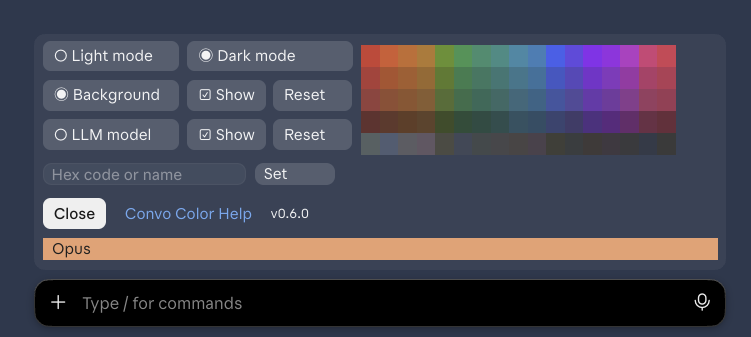 Light mode Dark mode
Background Show Reset
LLM model Show Reset
Hex code or name Set
Close Convo Color Help v0.6.0
Opus
Type / for commands